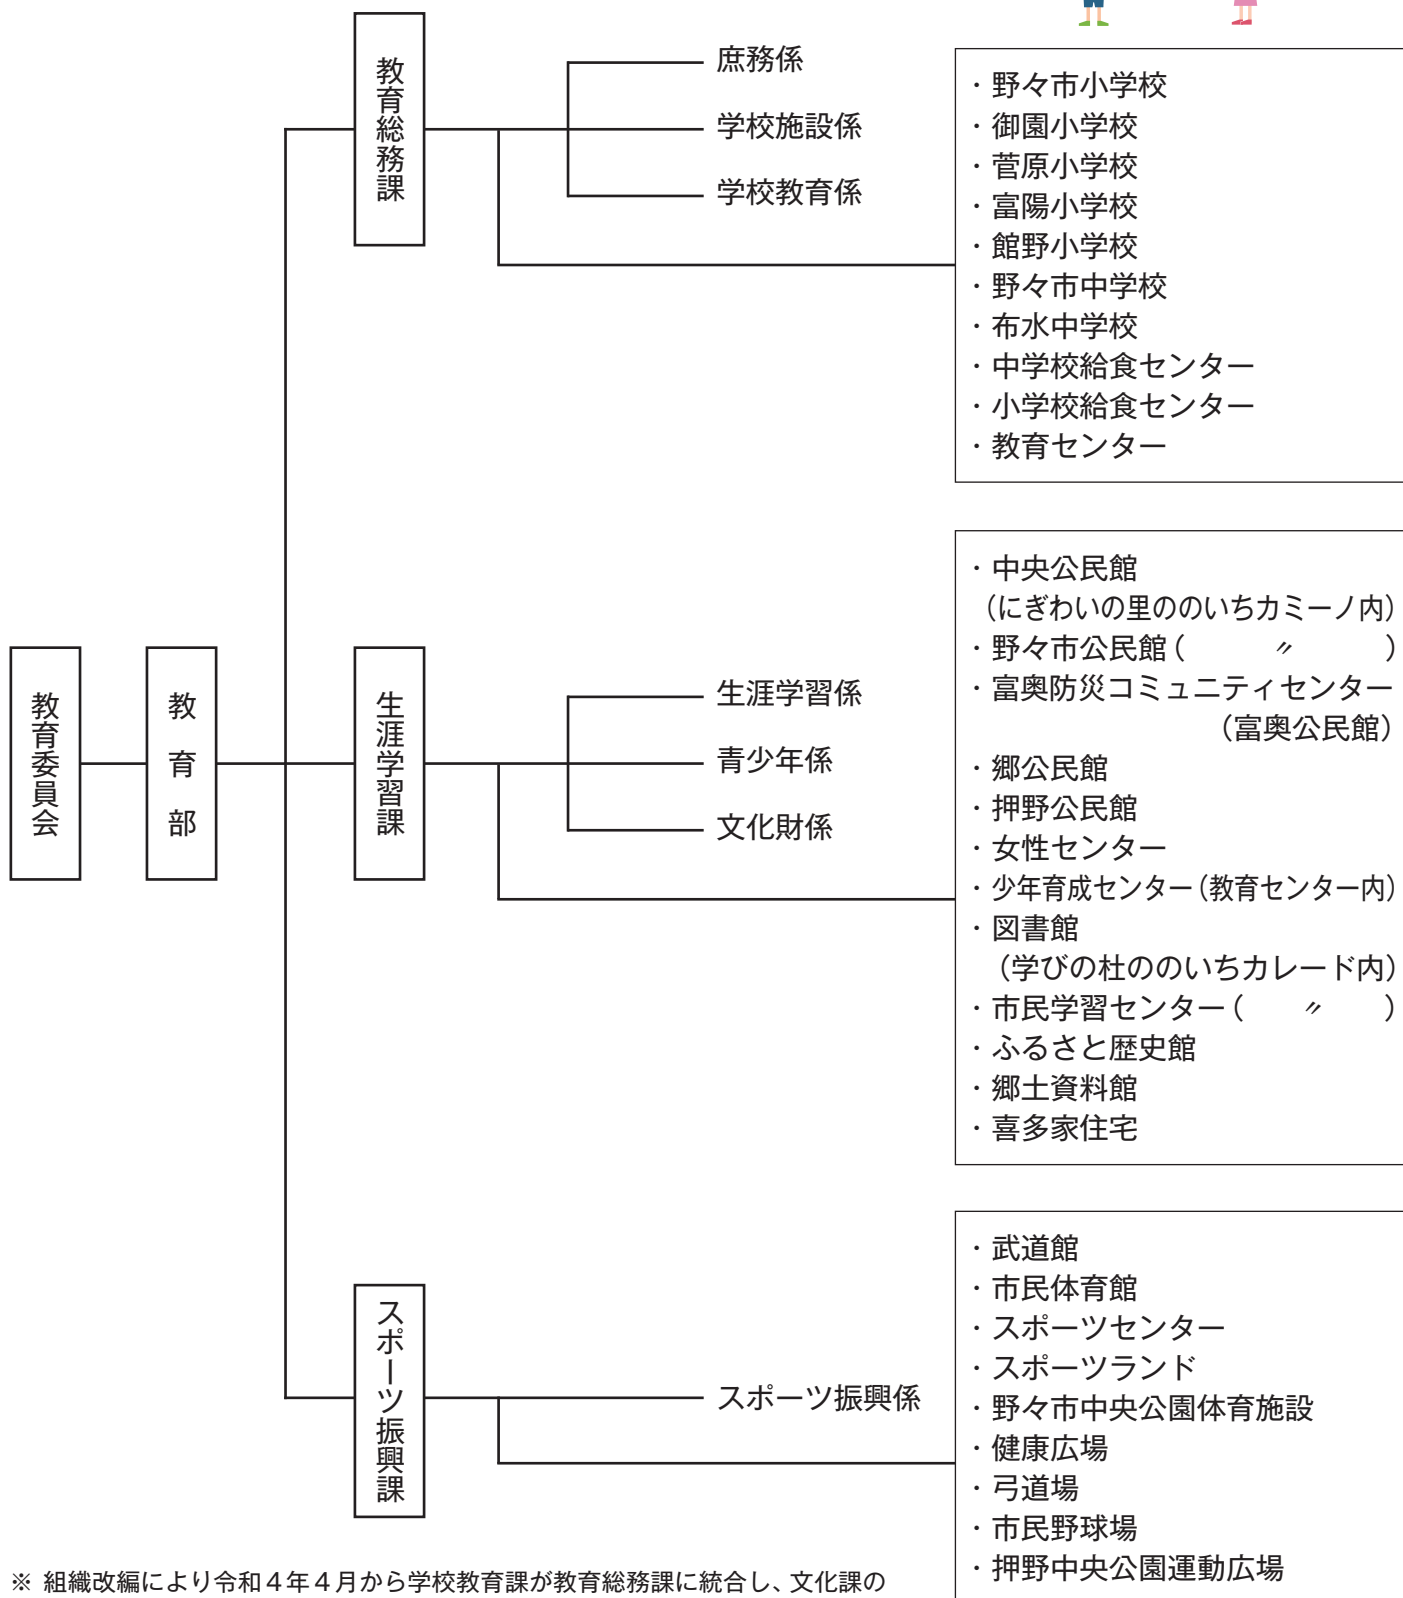 教育委員会
教育部
教育総務課
庶務係
学校施設係
学校教育係
・野々市小学校
・御園小学校
・菅原小学校
・富陽小学校
・館野小学校
・野々市中学校
・布水中学校
・中学校給食センター
・小学校給食センター
・教育センター
生涯学習課
生涯学習係
青少年係
文化財係
・中央公民館
（にぎわいの里ののいちカミーノ内）
・野々市公民館（　　　〃　　　）
・富奥防災コミュニティセンター
（富奥公民館）
・郷公民館
・押野公民館
・女性センター
・少年育成センター（教育センター内）
・図書館
（学びの杜ののいちカレード内）
・市民学習センター（　　〃　　）
・ふるさと歴史館
・郷土資料館
・喜多家住宅
スポーツ振興課
スポーツ振興係
・武道館
・市民体育館
・スポーツセンター
・スポーツランド
・野々市中央公園体育施設
・健康広場
・弓道場
・市民野球場
・押野中央公園運動広場
※ 組織改編により令和４年４月から学校教育課が教育総務課に統合し、文化課の